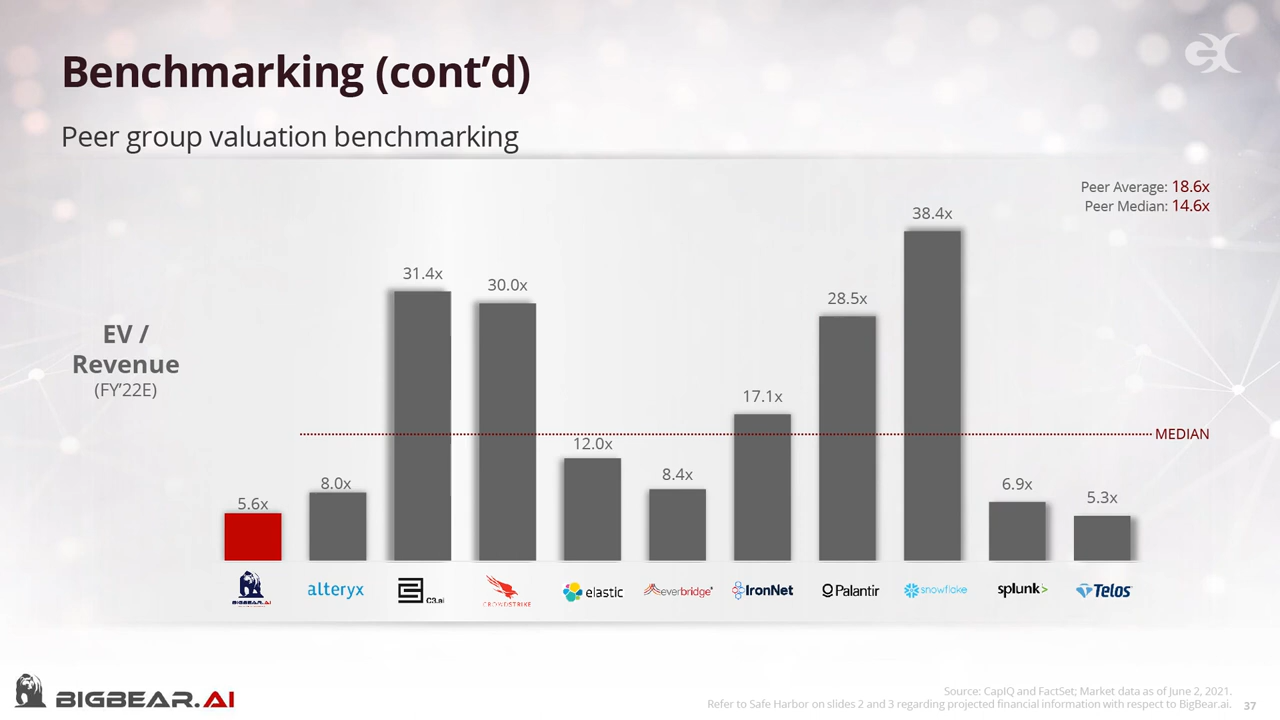 Benchmarking (cont’d)
Peer group valuation benchmarking
Peer Average: 18.6x
Peer Median: 14.6x
EV /
Revenue
(FY’22E)
5.6x
8.0x
31.4x
30.0x
12.0x
8.4x
17.1x
28.5x
38.4x
6.9x
5.3x
MEDIAN
BIGBEAR.AI
alteryx
C3.ai
CROWDSTRIKE
elastic
everbridge
IronNet
Palantir
snowflake
splunk>
Telos
BIGBEAR.AI
Source: CapIQ and FactSet; Market data as of June 2, 2021.
Refer to Safe Harbor on slides 2 and 3 regarding projected financial information with respect to BigBear.ai.
37